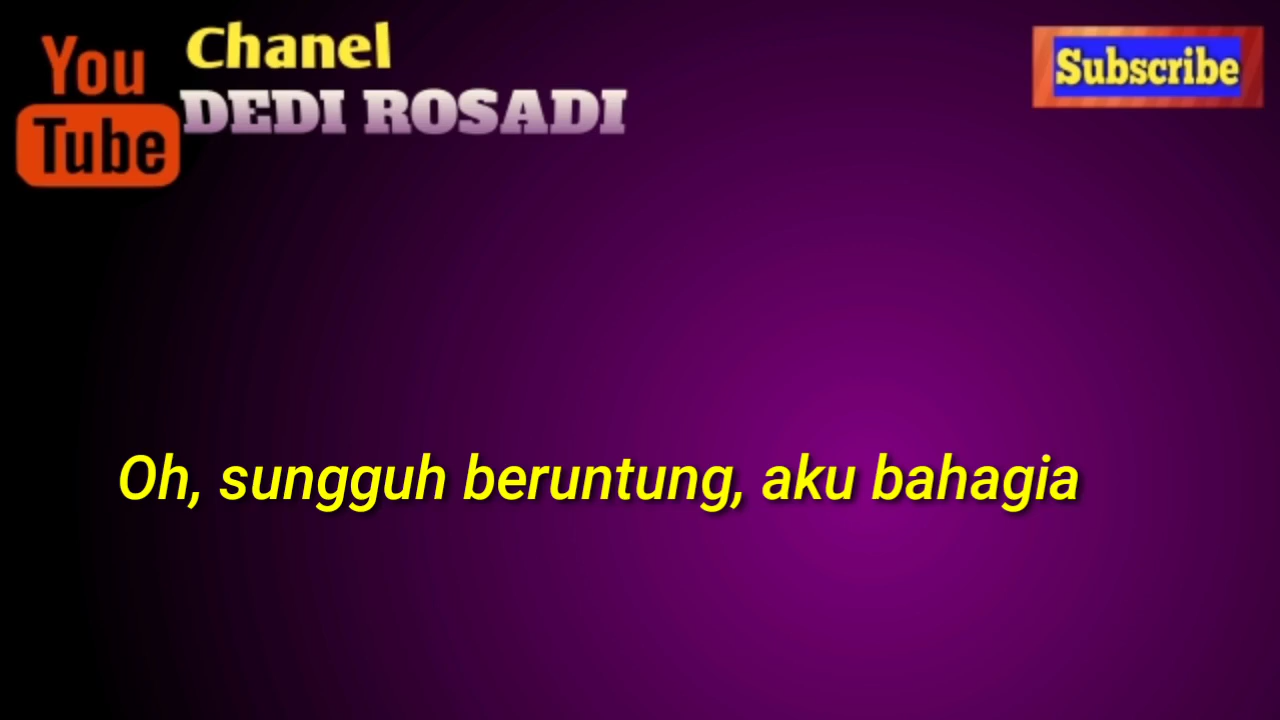 You
Tube
Chanel
DEDI ROSADI
Subscribe
Oh, sungguh beruntung, aku bahagia